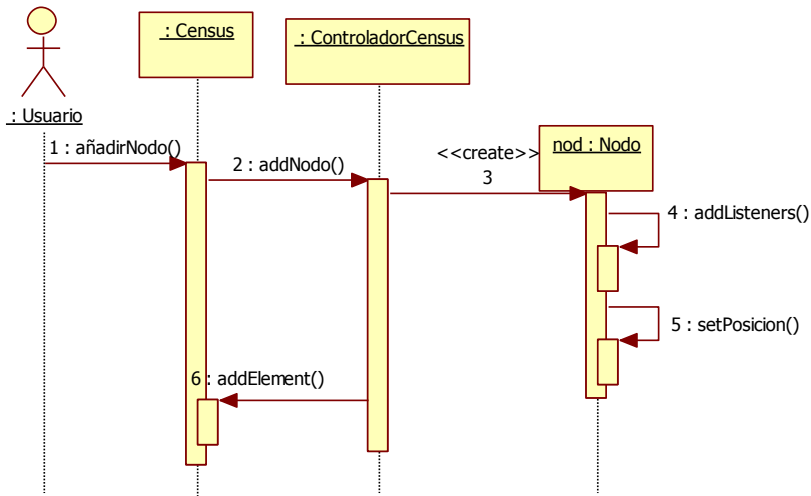 : Census
: ControladorCensus
: Usuario
1 : añadirNodo()
2 : addNodo()
<<create>>
3
nod : Nodo
4 : addListeners()
5 : setPosicion()
6 : addElement()